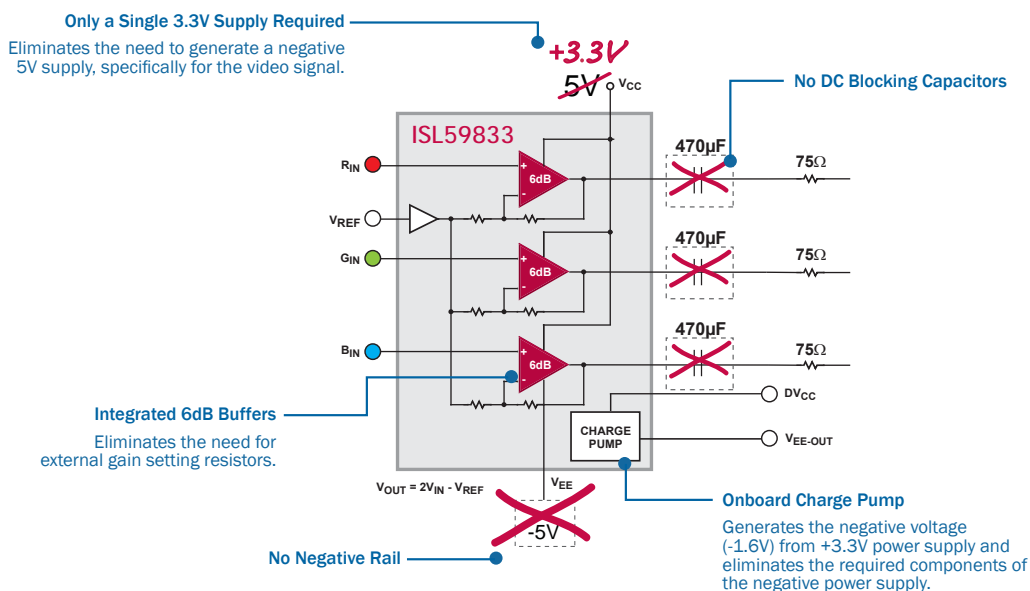 Only a Single 3.3V Supply Required
Eliminates the need to generate a negative
5V supply, specifically for the video signal.
+3.3V
5V
VCC
No DC Blocking Capacitors
ISL59833
RIN
+
-
6dB
470µF
75Ω
VREF
GIN
+
-
6dB
470µF
75Ω
BIN
+
-
6dB
470µF
75Ω
Integrated 6dB Buffers
Eliminates the need for
external gain setting resistors.
DVCC
CHARGE
PUMP
VEE-OUT
VOUT = 2VIN - VREF
VEE
-5V
No Negative Rail
Onboard Charge Pump
Generates the negative voltage
(-1.6V) from +3.3V power supply and
eliminates the required components of
the negative power supply.